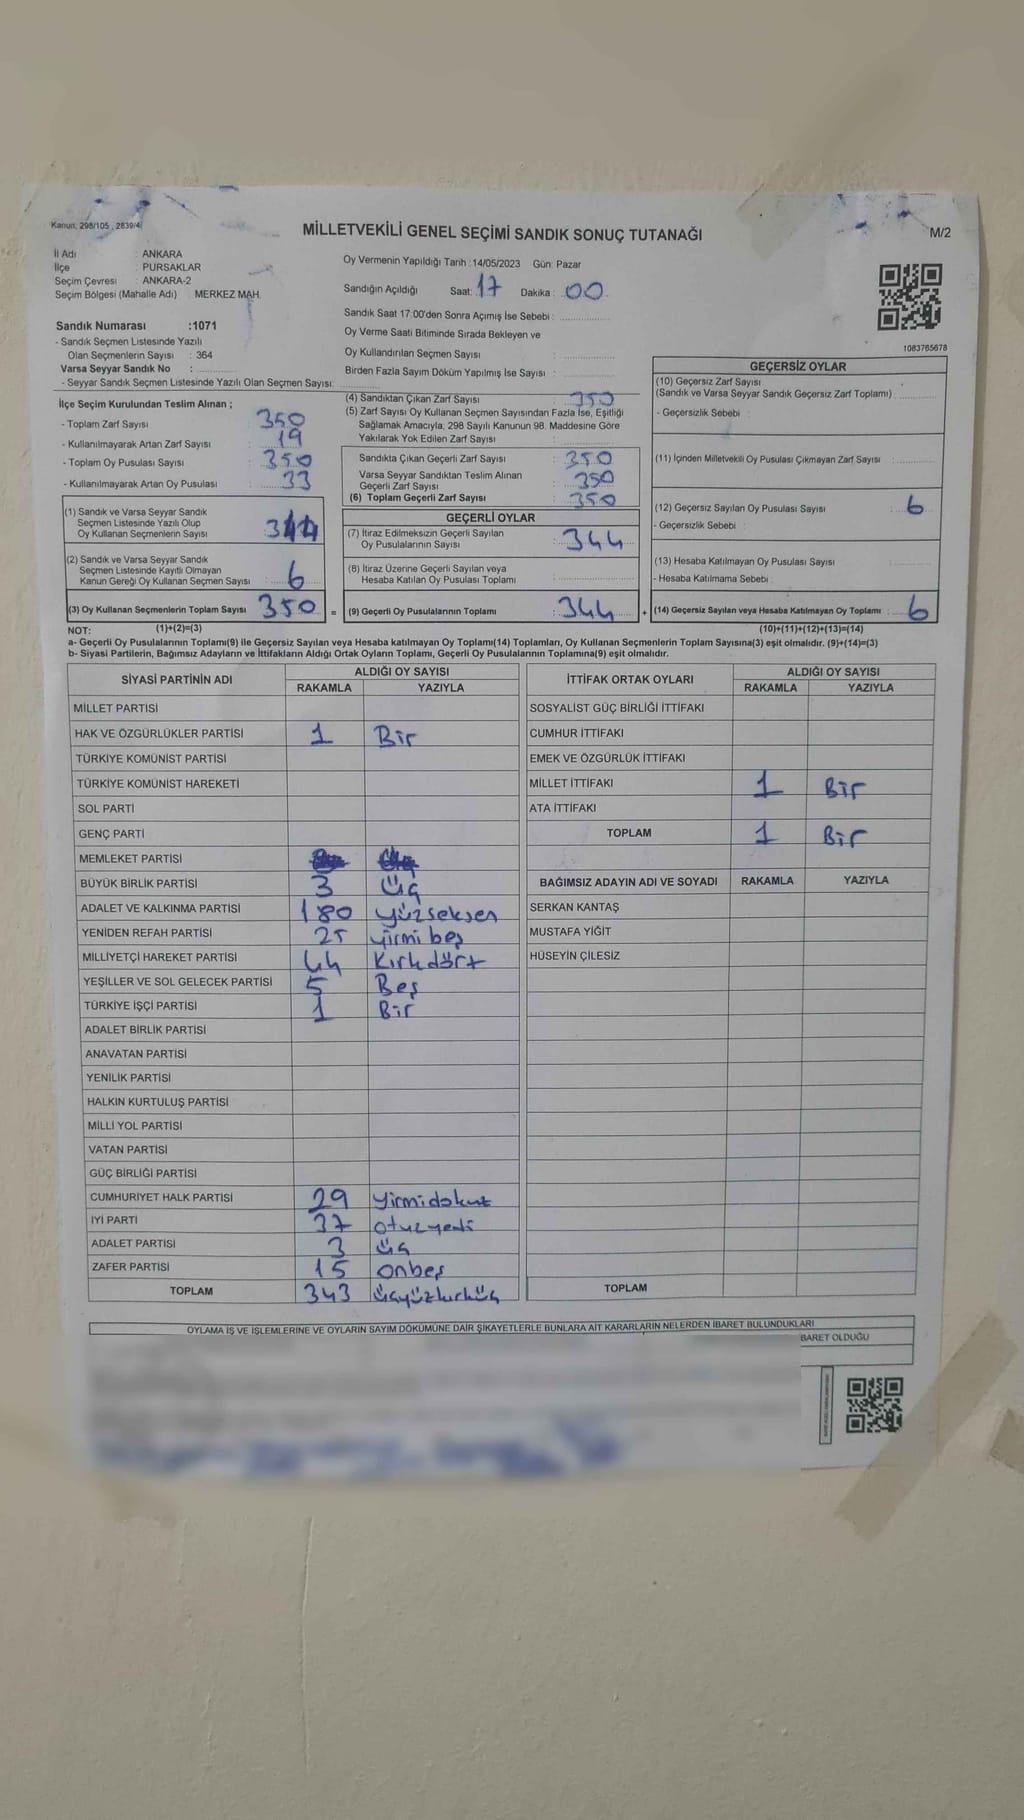 Kanun, 298/105 , 2839/4
MİLLETVEKİLİ GENEL SEÇİMİ SANDIK SONUÇ TUTANAĞI
M/2
İl Adı : ANKARA
İlçe : PURSAKLAR
Seçim Çevresi : ANKARA-2
Seçim Bölgesi (Mahalle Adı) : MERKEZ MAH.
Sandık Numarası :1071
- Sandık Seçmen Listesinde Yazılı
Olan Seçmenlerin Sayısı : 364
Varsa Seyyar Sandık No :
- Seyyar Sandık Seçmen Listesinde Yazılı Olan Seçmen Sayısı:
Oy Vermenin Yapıldığı Tarih :14/05/2023 Gün: Pazar
Sandığın Açıldığı Saat: 17 Dakika : 00
Sandık Saat 17:00'den Sonra Açımış İse Sebebi :
Oy Verme Saati Bitiminde Sırada Bekleyen ve
Oy Kullandırılan Seçmen Sayısı :
Birden Fazla Sayım Döküm Yapılmış İse Sayısı :
1083765678
İlçe Seçim Kurulundan Teslim Alınan ;
- Toplam Zarf Sayısı : 350
- Kullanılmayarak Artan Zarf Sayısı : 19
- Toplam Oy Pusulası Sayısı : 350
- Kullanılmayarak Artan Oy Pusulası : 33
(1) Sandık ve Varsa Seyyar Sandık
Seçmen Listesinde Yazılı Olup
Oy Kullanan Seçmenlerin Sayısı : 344
(2) Sandık ve Varsa Seyyar Sandık
Seçmen Listesinde Kayıtlı Olmayan
Kanun Gereği Oy Kullanan Seçmen Sayısı : 6
(3) Oy Kullanan Seçmenlerin Toplam Sayısı : 350
(4) Sandıktan Çıkan Zarf Sayısı : 350
(5) Zarf Sayısı Oy Kullanan Seçmen Sayısından Fazla İse, Eşitliği
Sağlamak Amacıyla; 298 Sayılı Kanunun 98. Maddesine Göre
Yakılarak Yok Edilen Zarf Sayısı :
Sandıkta Çıkan Geçerli Zarf Sayısı : 350
Varsa Seyyar Sandıktan Teslim Alınan
Geçerli Zarf Sayısı : 350
(6) Toplam Geçerli Zarf Sayısı : 350
GEÇERLİ OYLAR
(7) İtiraz Edilmeksizin Geçerli Sayılan
Oy Pusulalarının Sayısı : 344
(8) İtiraz Üzerine Geçerli Sayılan veya
Hesaba Katılan Oy Pusulası Toplamı :
= (9) Geçerli Oy Pusulalarının Toplamı : 344
GEÇERSİZ OYLAR
(10) Geçersiz Zarf Sayısı
(Sandık ve Varsa Seyyar Sandık Geçersiz Zarf Toplamı) :
- Geçersizlik Sebebi :
(11) İçinden Milletvekili Oy Pusulası Çıkmayan Zarf Sayısı :
(12) Geçersiz Sayılan Oy Pusulası Sayısı : 6
- Geçersizlik Sebebi :
(13) Hesaba Katılmayan Oy Pusulası Sayısı :
- Hesaba Katılmama Sebebi :
+ (14) Geçersiz Sayılan veya Hesaba Katılmayan Oy Toplamı : 6
NOT: (1)+(2)=(3) (10)+(11)+(12)+(13)=(14)
a- Geçerli Oy Pusulalarının Toplamı(9) ile Geçersiz Sayılan veya Hesaba katılmayan Oy Toplamı(14) Toplamları, Oy Kullanan Seçmenlerin Toplam Sayısına(3) eşit olmalıdır. (9)+(14)=(3)
b- Siyasi Partilerin, Bağımsız Adayların ve İttifakların Aldığı Ortak Oyların Toplamı, Geçerli Oy Pusulalarının Toplamına(9) eşit olmalıdır.
SİYASİ PARTİNİN ADI ALDIĞI OY SAYISI
RAKAMLA YAZIYLA
MİLLET PARTİSİ
HAK VE ÖZGÜRLÜKLER PARTİSİ 1 Bir
TÜRKİYE KOMÜNİST PARTİSİ
TÜRKİYE KOMÜNİST HAREKETİ
SOL PARTİ
GENÇ PARTİ
MEMLEKET PARTİSİ
BÜYÜK BİRLİK PARTİSİ 3 Üç
ADALET VE KALKINMA PARTİSİ 180 yüzseksen
YENİDEN REFAH PARTİSİ 25 yirmi beş
MİLLİYETÇİ HAREKET PARTİSİ 44 Kırkdört
YEŞİLLER VE SOL GELECEK PARTİSİ 5 Beş
TÜRKİYE İŞÇİ PARTİSİ 1 Bir
ADALET BİRLİK PARTİSİ
ANAVATAN PARTİSİ
YENİLİK PARTİSİ
HALKIN KURTULUŞ PARTİSİ
MİLLİ YOL PARTİSİ
VATAN PARTİSİ
GÜÇ BİRLİĞİ PARTİSİ
CUMHURİYET HALK PARTİSİ 29 yirmidokuz
İYİ PARTİ 37 otuzyedi
ADALET PARTİSİ 3 üç
ZAFER PARTİSİ 15 onbeş
TOPLAM 343 üçyüzkırküç
İTTİFAK ORTAK OYLARI ALDIĞI OY SAYISI
RAKAMLA YAZIYLA
SOSYALİST GÜÇ BİRLİĞİ İTTİFAKI
CUMHUR İTTİFAKI
EMEK VE ÖZGÜRLÜK İTTİFAKI
MİLLET İTTİFAKI 1 Bir
ATA İTTİFAKI
TOPLAM 1 Bir
BAĞIMSIZ ADAYIN ADI VE SOYADI RAKAMLA YAZIYLA
SERKAN KANTAŞ
MUSTAFA YİĞİT
HÜSEYİN ÇİLESİZ
TOPLAM
OYLAMA İŞ VE İŞLEMLERİNE VE OYLARIN SAYIM DÖKÜMÜNE DAİR ŞİKAYETLERLE BUNLARA AİT KARARLARIN NELERDEN İBARET BULUNDUKLARI
BARET OLDUĞU